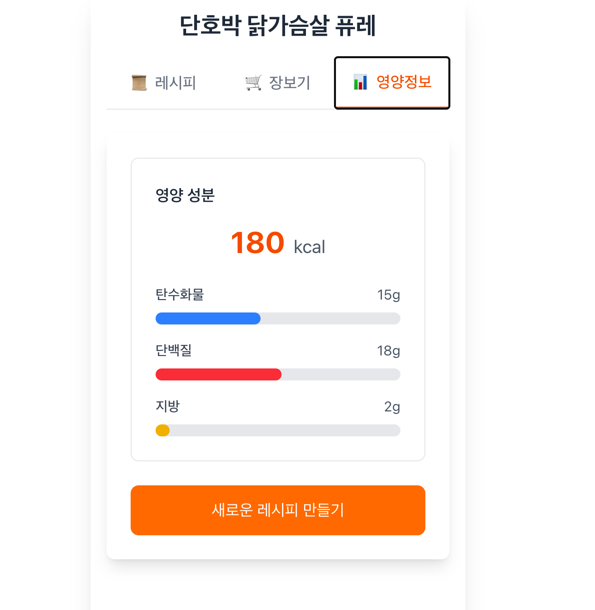 단호박 닭가슴살 퓨레
레시피
장보기
영양정보
영양 성분
180 kcal
탄수화물 15g
단백질 18g
지방 2g
새로운 레시피 만들기